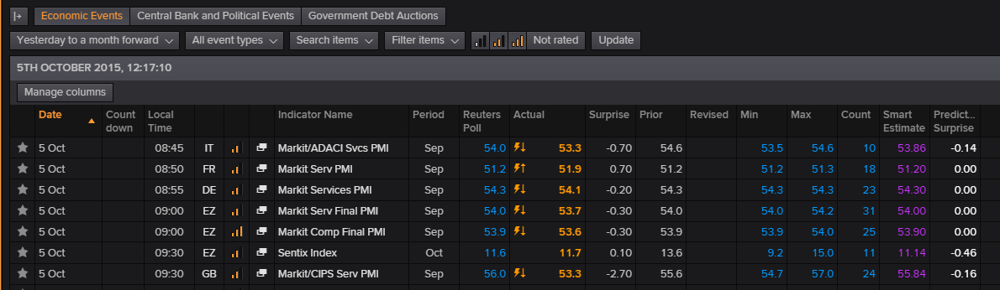 Economic Events Central Bank and Political Events Government Debt Auctions
Yesterday to a month forward All event types Search items Filter items Not rated Update
5TH OCTOBER 2015, 12:17:10
Manage columns
Date Count down Local Time Indicator Name Period Reuters Poll Actual Surprise Prior Revised Min Max Count Smart Estimate Predict... Surprise
5 Oct 08:45 IT Markit/ADACI Svcs PMI Sep 54.0 53.3 -0.70 54.6 53.5 54.6 10 53.86 -0.14
5 Oct 08:50 FR Markit Serv PMI Sep 51.2 51.9 0.70 51.2 51.2 51.3 18 51.20 0.00
5 Oct 08:55 DE Markit Services PMI Sep 54.3 54.1 -0.20 54.3 54.3 54.3 23 54.30 0.00
5 Oct 09:00 EZ Markit Serv Final PMI Sep 54.0 53.7 -0.30 54.0 54.0 54.2 31 54.00 0.00
5 Oct 09:00 EZ Markit Comp Final PMI Sep 53.9 53.6 -0.30 53.9 53.9 54.0 25 53.90 0.00
5 Oct 09:30 EZ Sentix Index Oct 11.6 11.7 0.10 13.6 9.2 15.0 11 11.14 -0.46
5 Oct 09:30 GB Markit/CIPS Serv PMI Sep 56.0 53.3 -2.70 55.6 54.7 57.0 24 55.84 -0.16